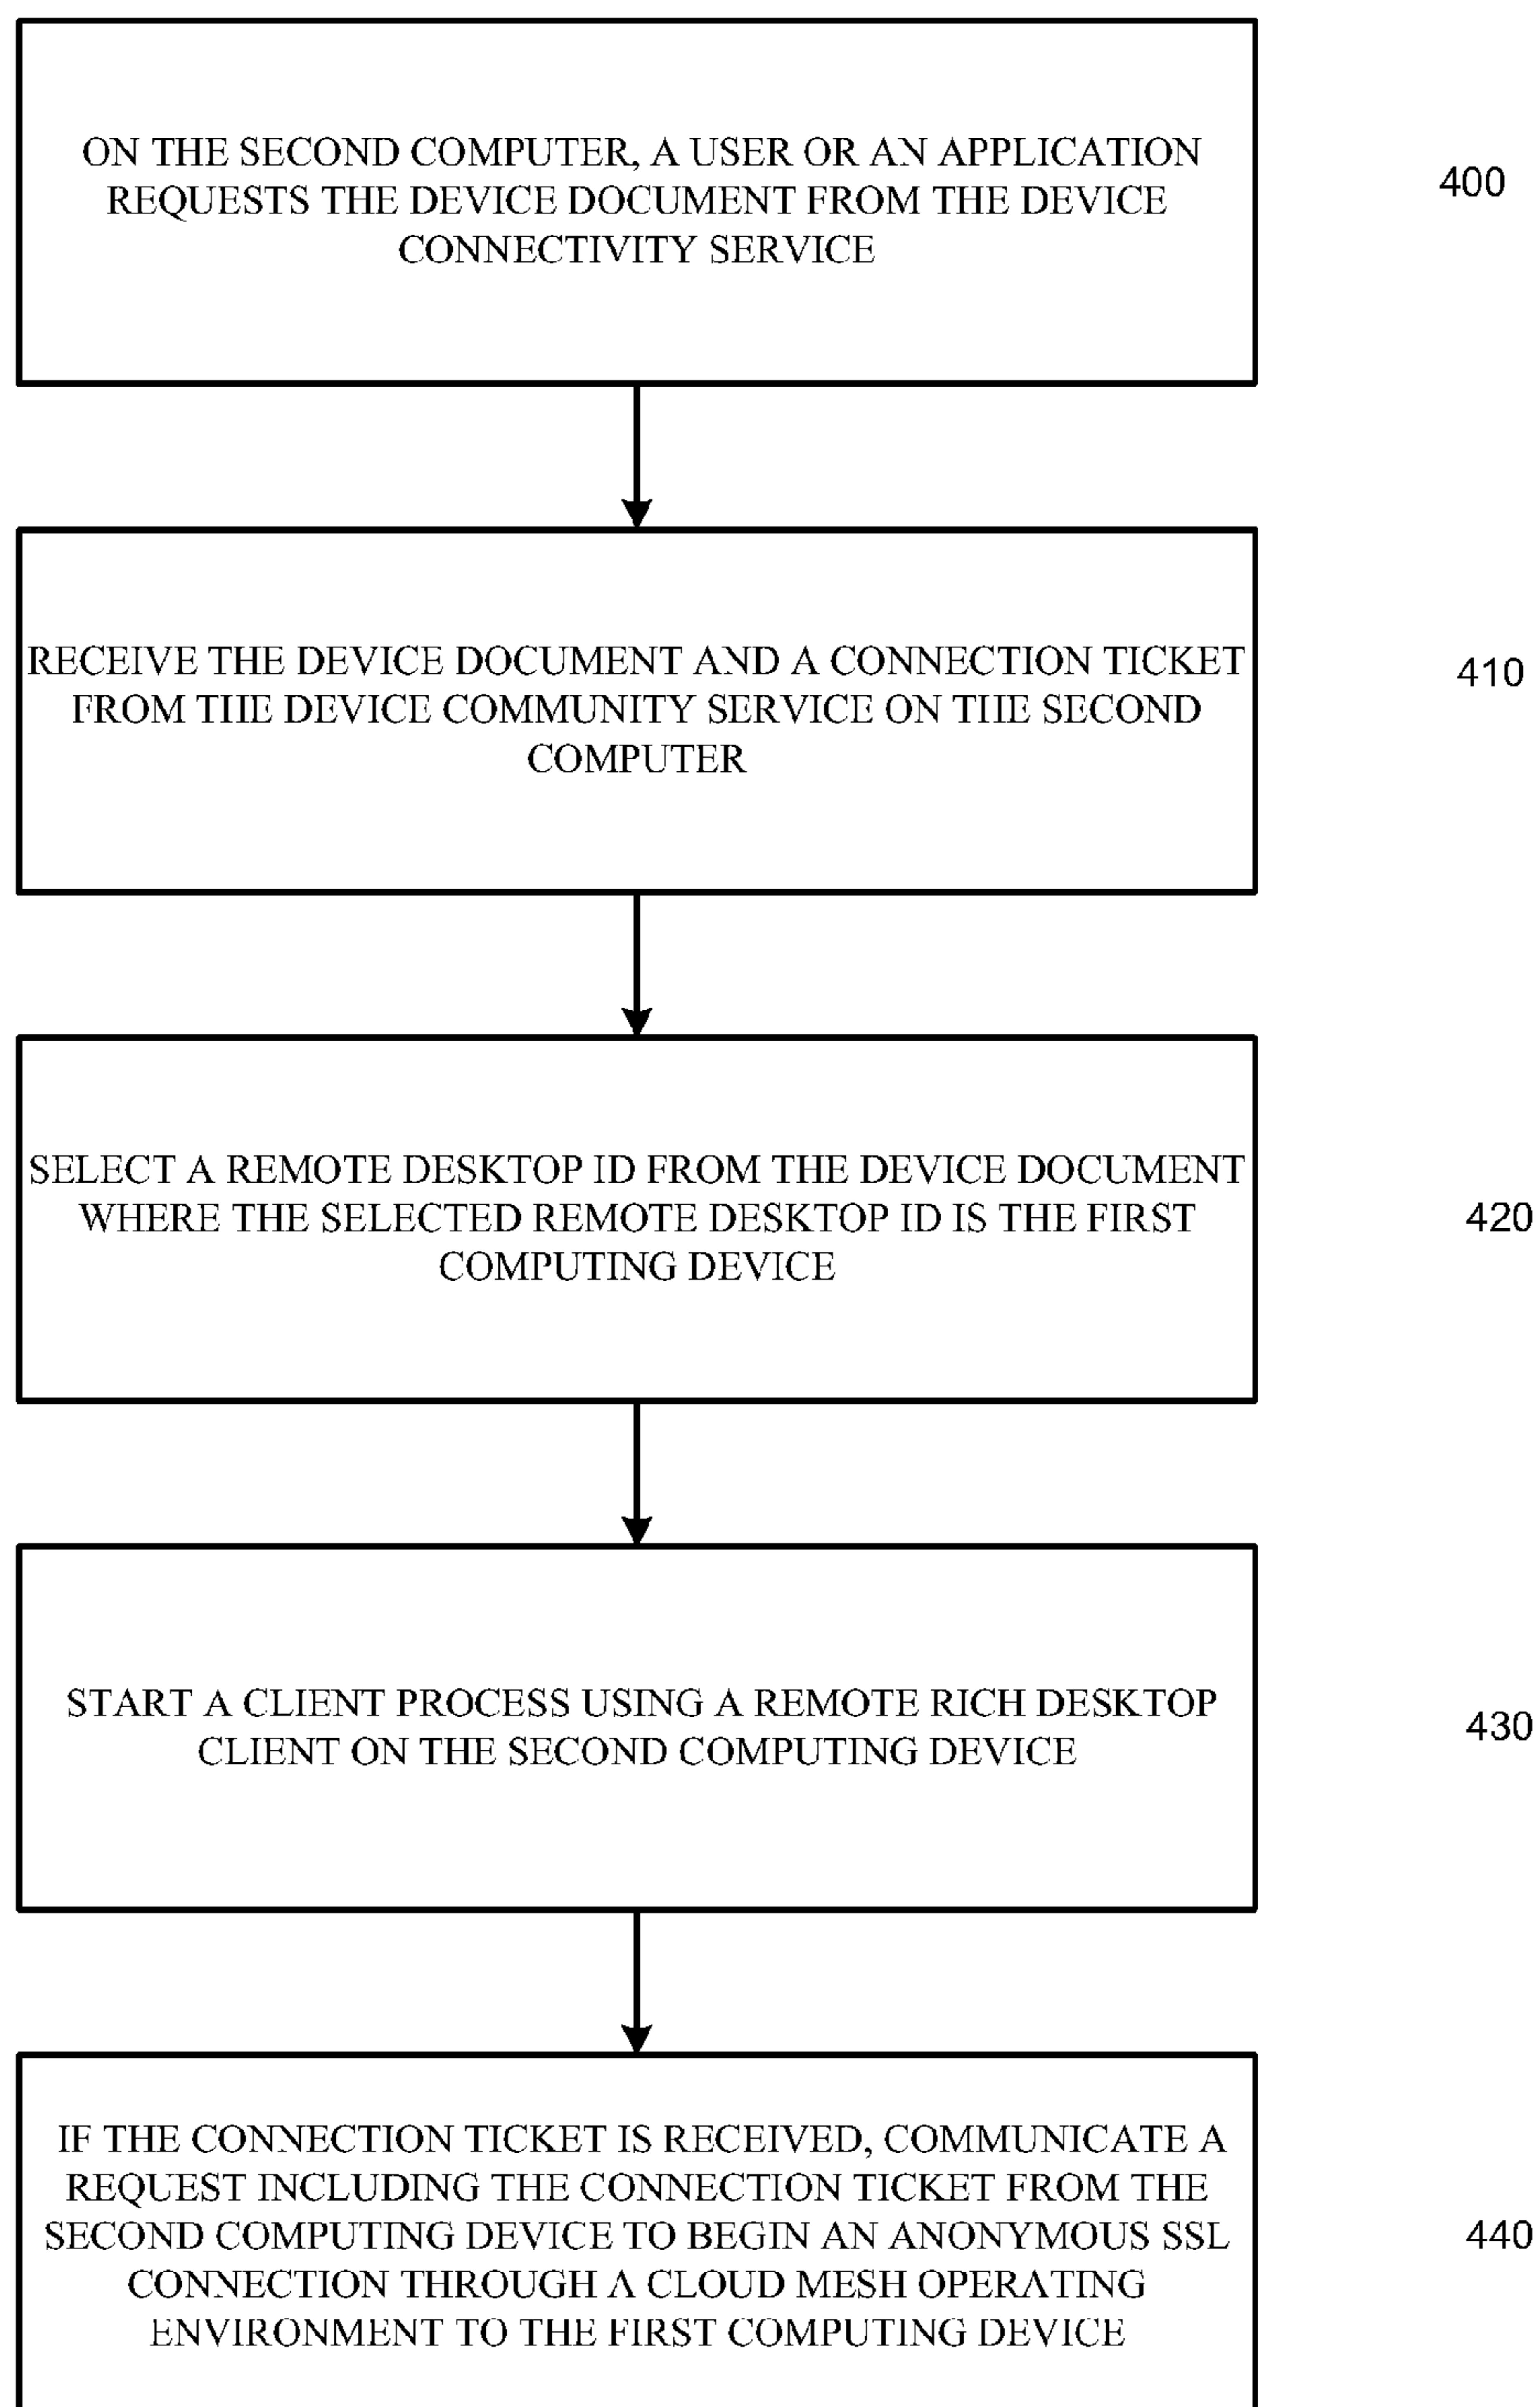 ON THE SECOND COMPUTER, A USER OR AN APPLICATION
REQUESTS THE DEVICE DOCUMENT FROM THE DEVICE
CONNECTIVITY SERVICE
400
RECEIVE THE DEVICE DOCUMENT AND A CONNECTION TICKET
FROM THE DEVICE COMMUNITY SERVICE ON THE SECOND
COMPUTER
410
SELECT A REMOTE DESKTOP ID FROM THE DEVICE DOCUMENT
WHERE THE SELECTED REMOTE DESKTOP ID IS THE FIRST
COMPUTING DEVICE
420
START A CLIENT PROCESS USING A REMOTE RICH DESKTOP
CLIENT ON THE SECOND COMPUTING DEVICE
430
IF THE CONNECTION TICKET IS RECEIVED, COMMUNICATE A
REQUEST INCLUDING THE CONNECTION TICKET FROM THE
SECOND COMPUTING DEVICE TO BEGIN AN ANONYMOUS SSL
CONNECTION THROUGH A CLOUD MESH OPERATING
ENVIRONMENT TO THE FIRST COMPUTING DEVICE
440